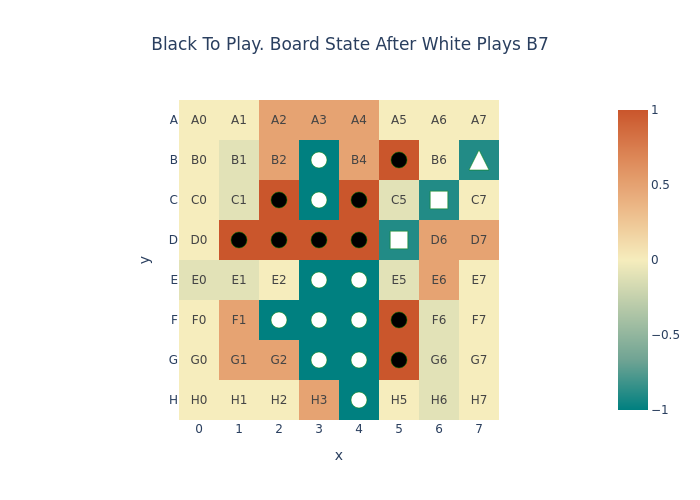 Black To Play. Board State After White Plays B7
A A0 A1 A2 A3 A4 A5 A6 A7
B B0 B1 B2 B4 B6
C C0 C1 C5 C7
D D0 D6 D7
E E0 E1 E2 E5 E6 E7
F F0 F1 F6 F7
G G0 G1 G2 G6 G7
H H0 H1 H2 H3 H5 H6 H7
0 1 2 3 4 5 6 7
x
y
1
0.5
0
−0.5
−1